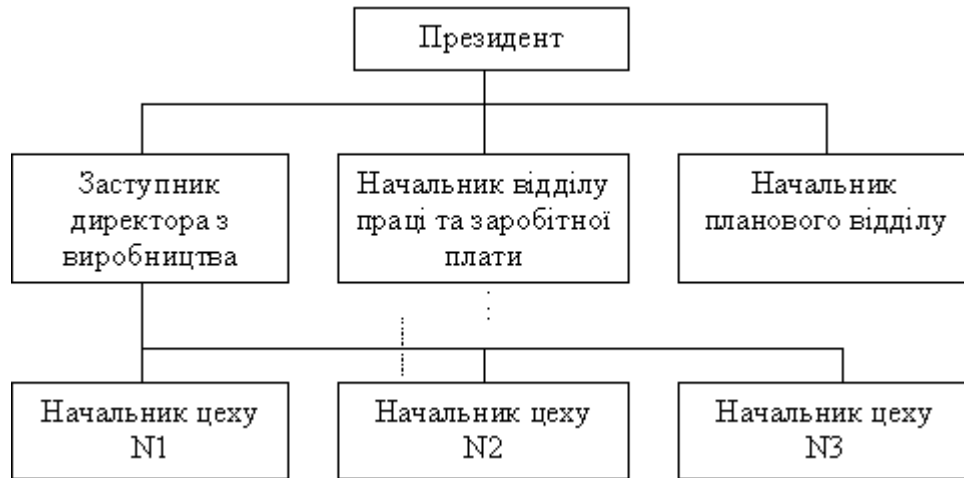 Президент
Заступник
директора з
виробництва
Начальник відділу
праці та заробітної
плати
Начальник
планового відділу
Начальник цеху
N1
Начальник цеху
N2
Начальник цеху
N3